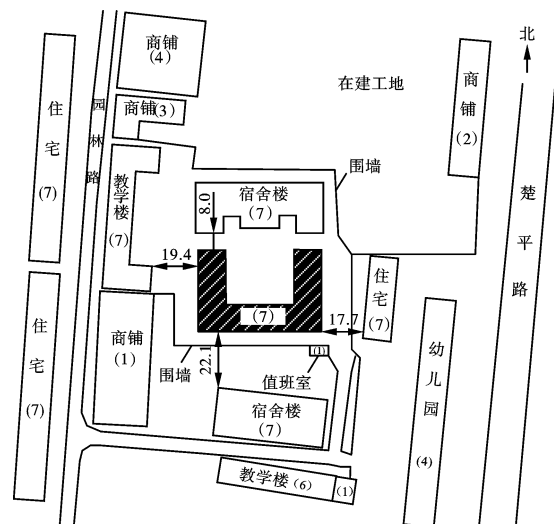 北
商铺
(4)
在建工地
商铺
(2)
住宅
(7)
园林路
商铺(3)
教学楼
(7)
围墙
宿舍楼
(7)
8.0
楚平路
19.4
(7)
17.7
住宅
(7)
住宅
(7)
商铺
(1)
围墙
22.1
(1)
值班室
幼儿园
(4)
宿舍楼
(7)
教学楼(6)
(1)